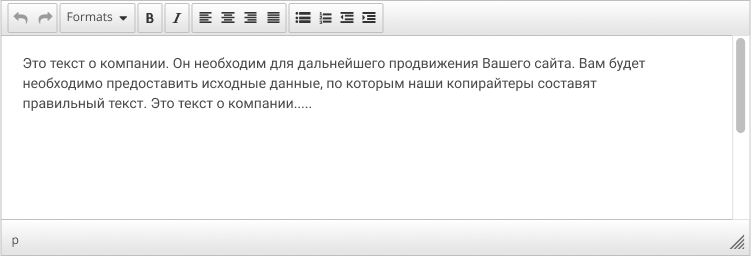 Formats
B I
Это текст о компании. Он необходим для дальнейшего продвижения Вашего сайта. Вам будет
необходимо предоставить исходные данные, по которым наши копирайтеры составят
правильный текст. Это текст о компании.....
p